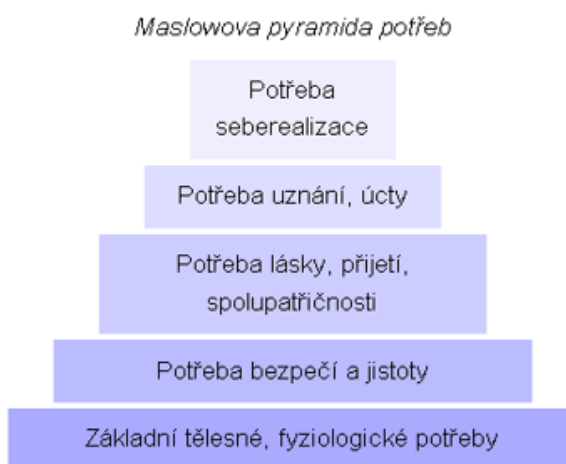 Maslowova pyramida potřeb
Potřeba
seberealizace
Potřeba uznání, úcty
Potřeba lásky, přijetí,
spolupatřičnosti
Potřeba bezpečí a jistoty
Základní tělesné, fyziologické potřeby